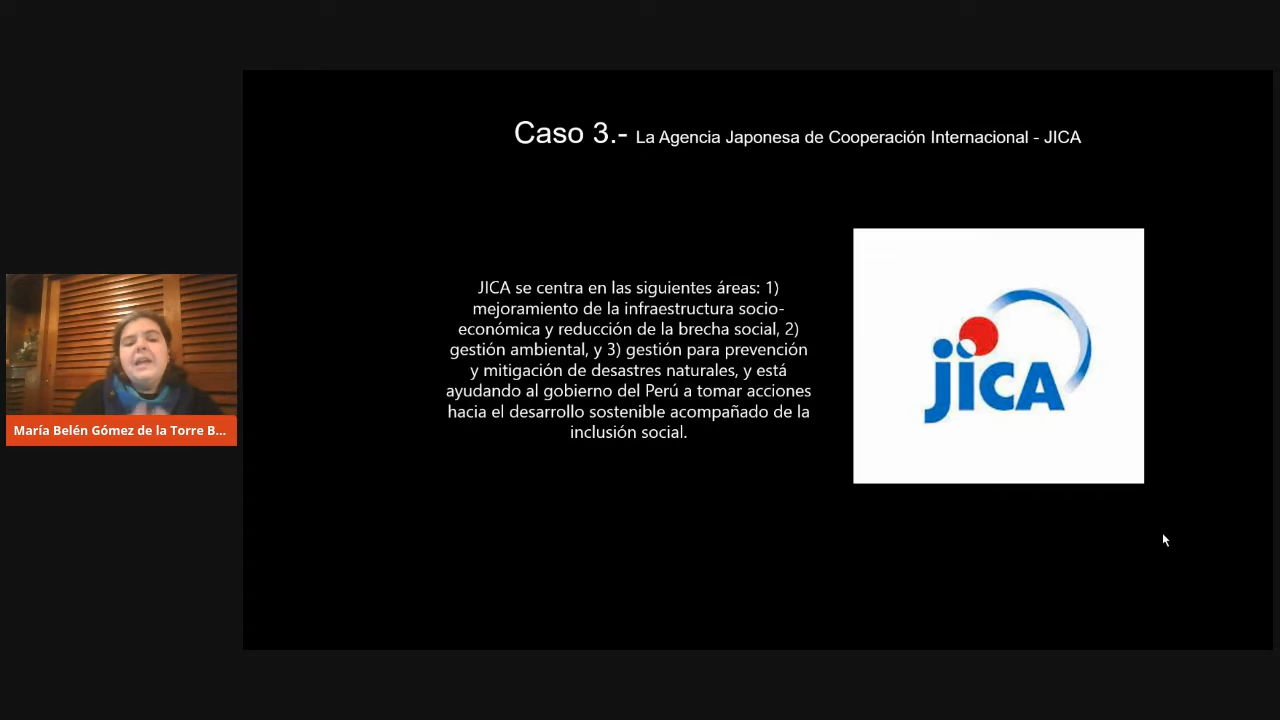 Caso 3.- La Agencia Japonesa de Cooperación Internacional - JICA
JICA se centra en las siguientes áreas: 1)
mejoramiento de la infraestructura socio-
económica y reducción de la brecha social, 2)
gestión ambiental, y 3) gestión para prevención
y mitigación de desastres naturales, y está
ayudando al gobierno del Perú a tomar acciones
hacia el desarrollo sostenible acompañado de la
inclusión social.
jica
María Belén Gómez de la Torre B...